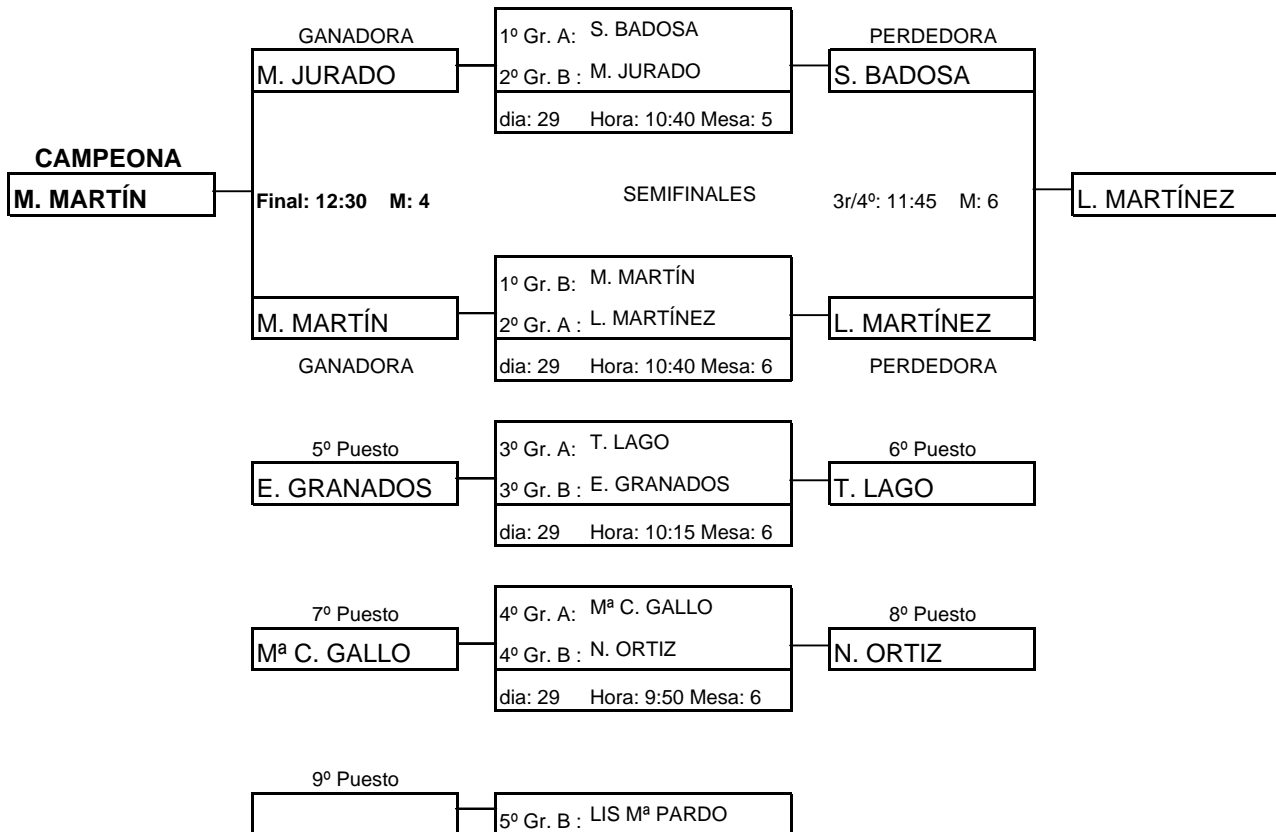 GANADORA
1º Gr. A: S. BADOSA
PERDEDORA
M. JURADO
2º Gr. B : M. JURADO
S. BADOSA
dia: 29 Hora: 10:40 Mesa: 5
CAMPEONA
M. MARTÍN
Final: 12:30 M: 4
SEMIFINALES
3r/4º: 11:45 M: 6
L. MARTÍNEZ
1º Gr. B: M. MARTÍN
M. MARTÍN
2º Gr. A : L. MARTÍNEZ
L. MARTÍNEZ
GANADORA
dia: 29 Hora: 10:40 Mesa: 6
PERDEDORA
5º Puesto
3º Gr. A: T. LAGO
6º Puesto
E. GRANADOS
3º Gr. B : E. GRANADOS
T. LAGO
dia: 29 Hora: 10:15 Mesa: 6
7º Puesto
4º Gr. A: Mª C. GALLO
8º Puesto
Mª C. GALLO
4º Gr. B : N. ORTIZ
N. ORTIZ
dia: 29 Hora: 9:50 Mesa: 6
9º Puesto
5º Gr. B : LIS Mª PARDO